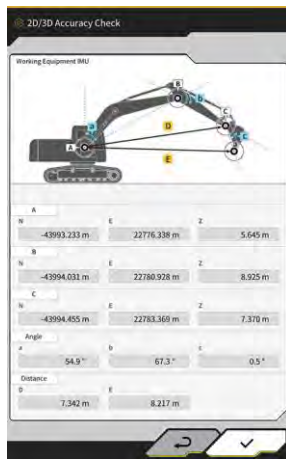 2D/3D Accuracy Check
Working Equipment IMU
B
b
a
D
C
c
A
E
A
N E Z
-43993.233 m 22776.338 m 5.645 m
B
N E Z
-43994.031 m 22780.928 m 8.925 m
C
N E Z
-43994.455 m 22783.369 m 7.370 m
Angle
a b c
54.9 ° 67.3 ° 0.5 °
Distance
D E
7.342 m 8.217 m